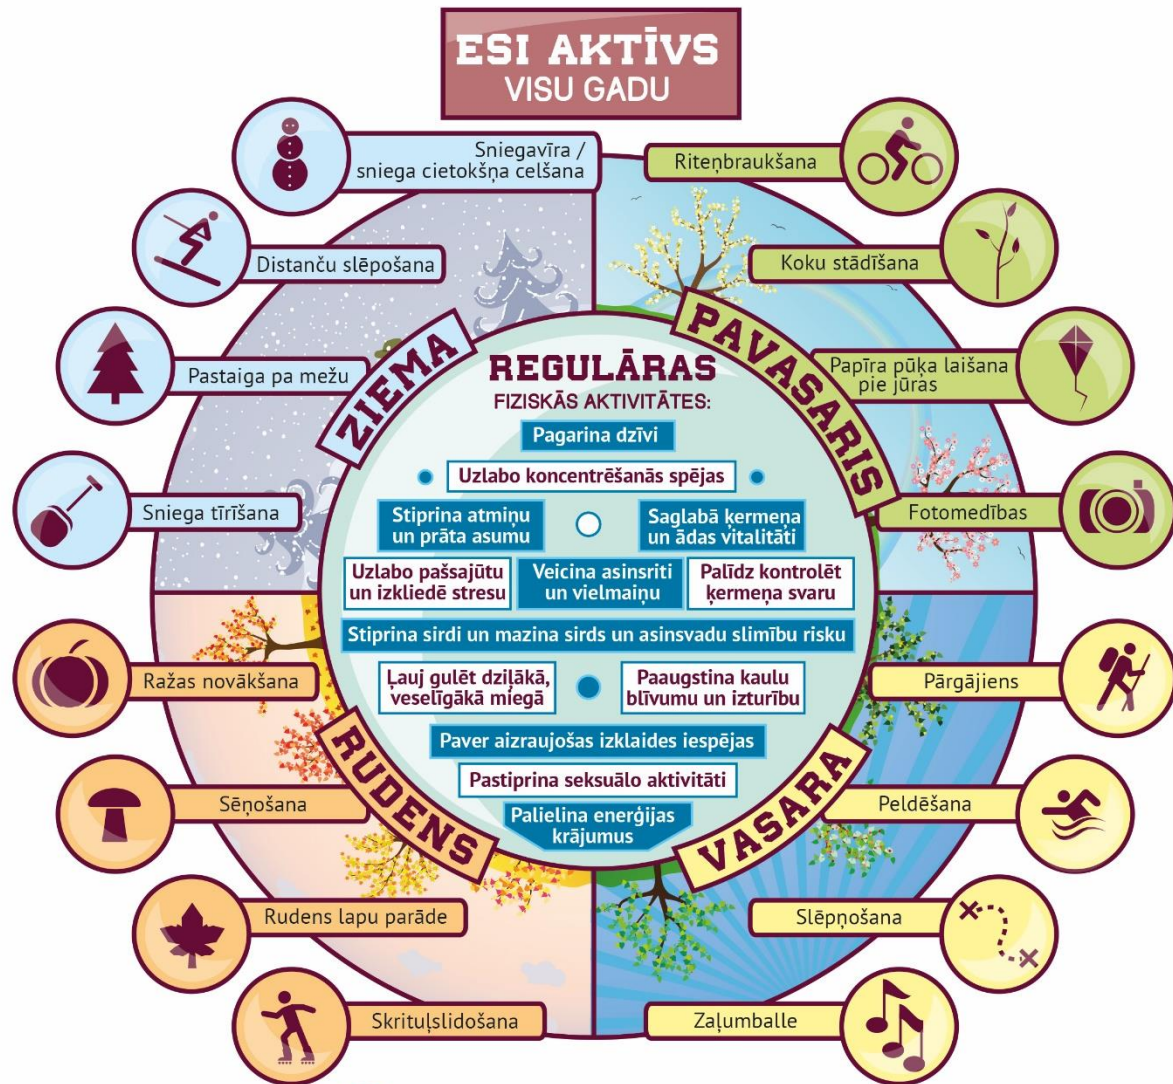 ESI AKTĪVS
VISU GADU
Sniegavīra /
sniega cietokšņa celšana
Distanču slēpošana
Pastaiga pa mežu
Sniega tīrīšana
ZIEMA
Riteņbraukšana
Koku stādīšana
Papīra pūķa laišana
pie jūras
Fotomedības
PAVASARIS
REGULĀRAS
FIZISKĀS AKTIVITĀTES:
Pagarina dzīvi
Uzlabo koncentrēšanās spējas
Stiprina atmiņu
un prāta asumu
Saglabā ķermeņa
un ādas vitalitāti
Uzlabo pašsajūtu
un izkliedē stresu
Veicina asinsriti
un vielmaiņu
Palīdz kontrolēt
ķermeņa svaru
Stiprina sirdi un mazina sirds un asinsvadu slimību risku
Ļauj gulēt dziļākā,
veselīgākā miegā
Paaugstina kaulu
blīvumu un izturību
Paver aizraujošas izklaides iespējas
Pastiprina seksuālo aktivitāti
Palielina enerģijas
krājumus
RUDENS
Ražas novākšana
Sēņošana
Rudens lapu parāde
Skrituļslidošana
VASARA
Pārgājiens
Peldēšana
Slēpņošana
Zaļumballe